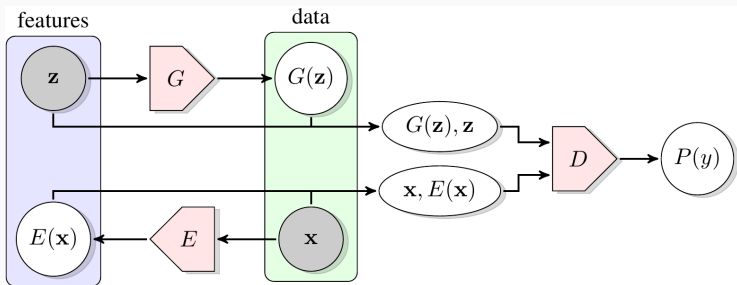 features
data
z
G
G(z)
G(z), z
x, E(x)
D
P(y)
E(x)
E
x